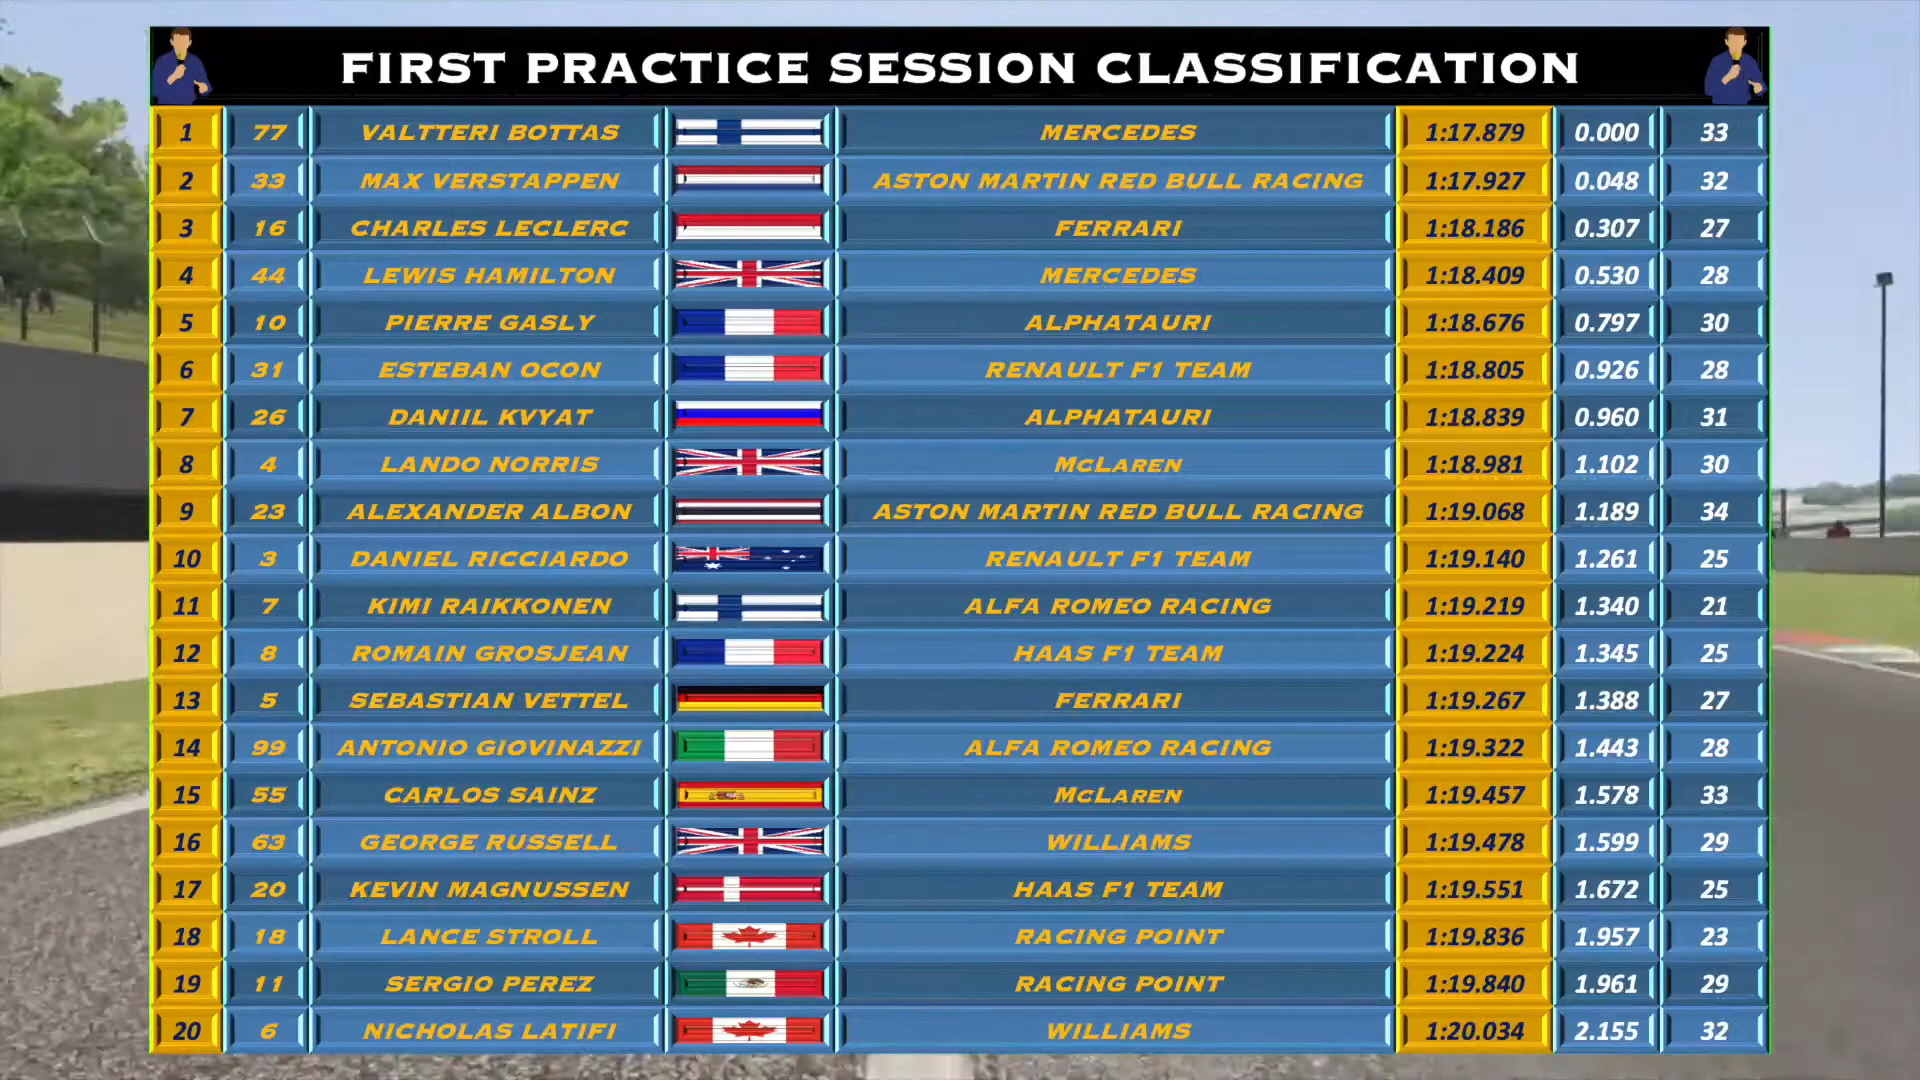 FIRST PRACTICE SESSION CLASSIFICATION
1 77 VALTTERI BOTTAS MERCEDES 1:17.879 0.000 33
2 33 MAX VERSTAPPEN ASTON MARTIN RED BULL RACING 1:17.927 0.048 32
3 16 CHARLES LECLERC FERRARI 1:18.186 0.307 27
4 44 LEWIS HAMILTON MERCEDES 1:18.409 0.530 28
5 10 PIERRE GASLY ALPHATAURI 1:18.676 0.797 30
6 31 ESTEBAN OCON RENAULT F1 TEAM 1:18.805 0.926 28
7 26 DANIIL KVYAT ALPHATAURI 1:18.839 0.960 31
8 4 LANDO NORRIS McLAREN 1:18.981 1.102 30
9 23 ALEXANDER ALBON ASTON MARTIN RED BULL RACING 1:19.068 1.189 34
10 3 DANIEL RICCIARDO RENAULT F1 TEAM 1:19.140 1.261 25
11 7 KIMI RAIKKONEN ALFA ROMEO RACING 1:19.219 1.340 21
12 8 ROMAIN GROSJEAN HAAS F1 TEAM 1:19.224 1.345 25
13 5 SEBASTIAN VETTEL FERRARI 1:19.267 1.388 27
14 99 ANTONIO GIOVINAZZI ALFA ROMEO RACING 1:19.322 1.443 28
15 55 CARLOS SAINZ McLAREN 1:19.457 1.578 33
16 63 GEORGE RUSSELL WILLIAMS 1:19.478 1.599 29
17 20 KEVIN MAGNUSSEN HAAS F1 TEAM 1:19.551 1.672 25
18 18 LANCE STROLL RACING POINT 1:19.836 1.957 23
19 11 SERGIO PEREZ RACING POINT 1:19.840 1.961 29
20 6 NICHOLAS LATIFI WILLIAMS 1:20.034 2.155 32